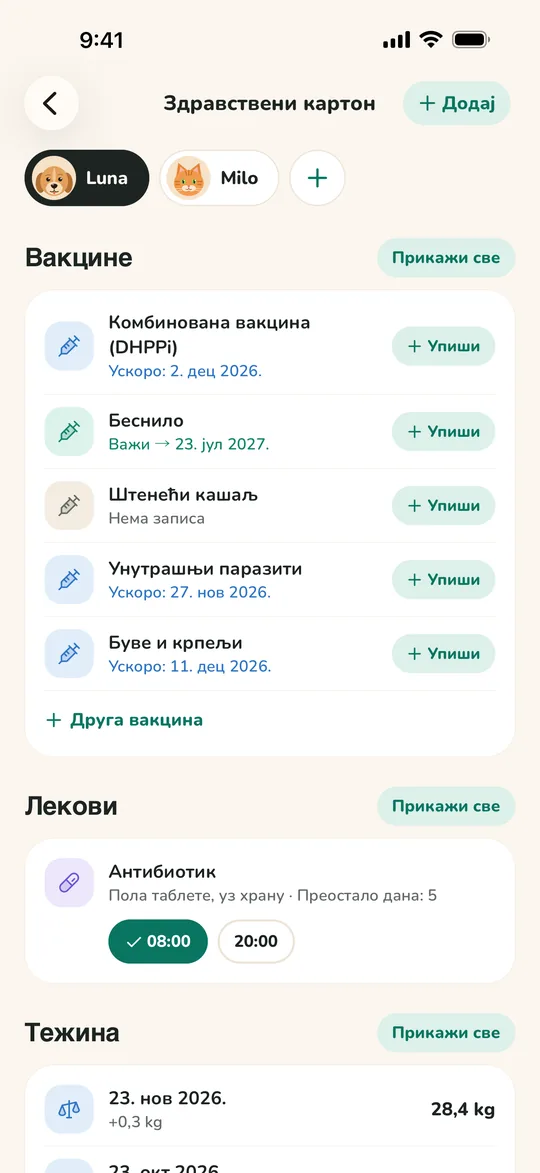 9:41
Здравствени картон
+ Додај
Luna
Milo
+
Вакцине
Прикажи све
Комбинована вакцина
(DHPPi)
Ускоро: 2. дец 2026.
+ Упиши
Беснило
Важи → 23. јул 2027.
+ Упиши
Штенећи кашаљ
Нема записа
+ Упиши
Унутрашњи паразити
Ускоро: 27. нов 2026.
+ Упиши
Буве и крпељи
Ускоро: 11. дец 2026.
+ Упиши
+ Друга вакцина
Лекови
Прикажи све
Антибиотик
Пола таблете, уз храну · Преостало дана: 5
✓ 08:00
20:00
Тежина
Прикажи све
23. нов 2026.
+0,3 kg
28,4 kg
23. окт 2026.